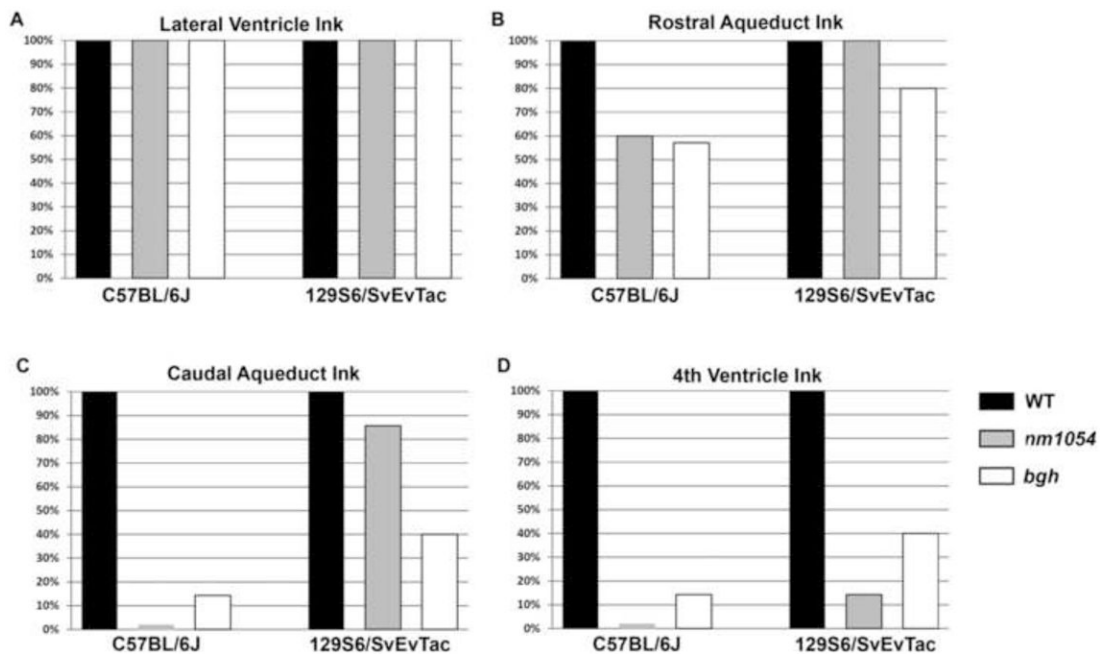 A
Lateral Ventricle Ink
100%
90%
80%
70%
60%
50%
40%
30%
20%
10%
0%
C57BL/6J 129S6/SvEvTac
B
Rostral Aqueduct Ink
100%
90%
80%
70%
60%
50%
40%
30%
20%
10%
0%
C57BL/6J 129S6/SvEvTac
C
Caudal Aqueduct Ink
100%
90%
80%
70%
60%
50%
40%
30%
20%
10%
0%
C57BL/6J 129S6/SvEvTac
D
4th Ventricle Ink
100%
90%
80%
70%
60%
50%
40%
30%
20%
10%
0%
C57BL/6J 129S6/SvEvTac
WT
nm1054
bgh